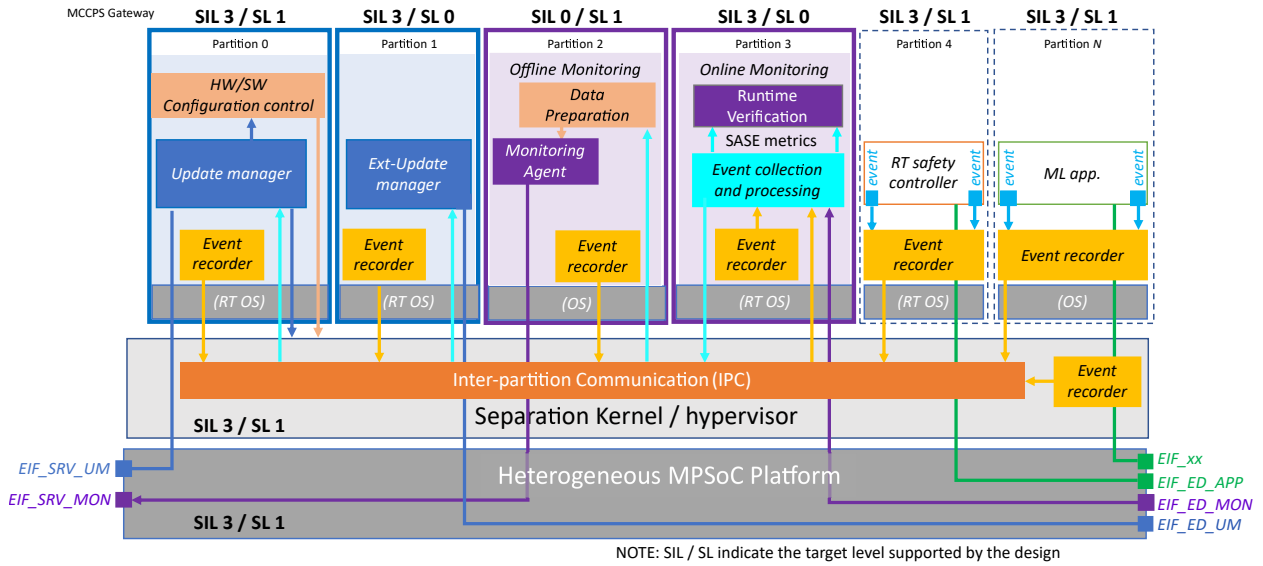 MCCPS Gateway
SIL 3 / SL 1
SIL 3 / SL 0
SIL 0 / SL 1
SIL 3 / SL 0
SIL 3 / SL 1
SIL 3 / SL 1
Partition 0
Partition 1
Partition 2
Partition 3
Partition 4
Partition N
HW/SW
Configuration control
Update manager
Event
recorder
(RT OS)
Ext-Update
manager
Event
recorder
(RT OS)
Offline Monitoring
Data
Preparation
Monitoring
Agent
Event
recorder
(OS)
Online Monitoring
Runtime
Verification
SASE metrics
Event collection
and processing
Event
recorder
(RT OS)
event
RT safety
controller
event
Event
recorder
(RT OS)
event
ML app.
event
Event recorder
(OS)
Inter-partition Communication (IPC)
Event
recorder
Separation Kernel / hypervisor
SIL 3 / SL 1
Heterogeneous MPSoC Platform
SIL 3 / SL 1
EIF_SRV_UM
EIF_SRV_MON
EIF_xx
EIF_ED_APP
EIF_ED_MON
EIF_ED_UM
NOTE: SIL / SL indicate the target level supported by the design